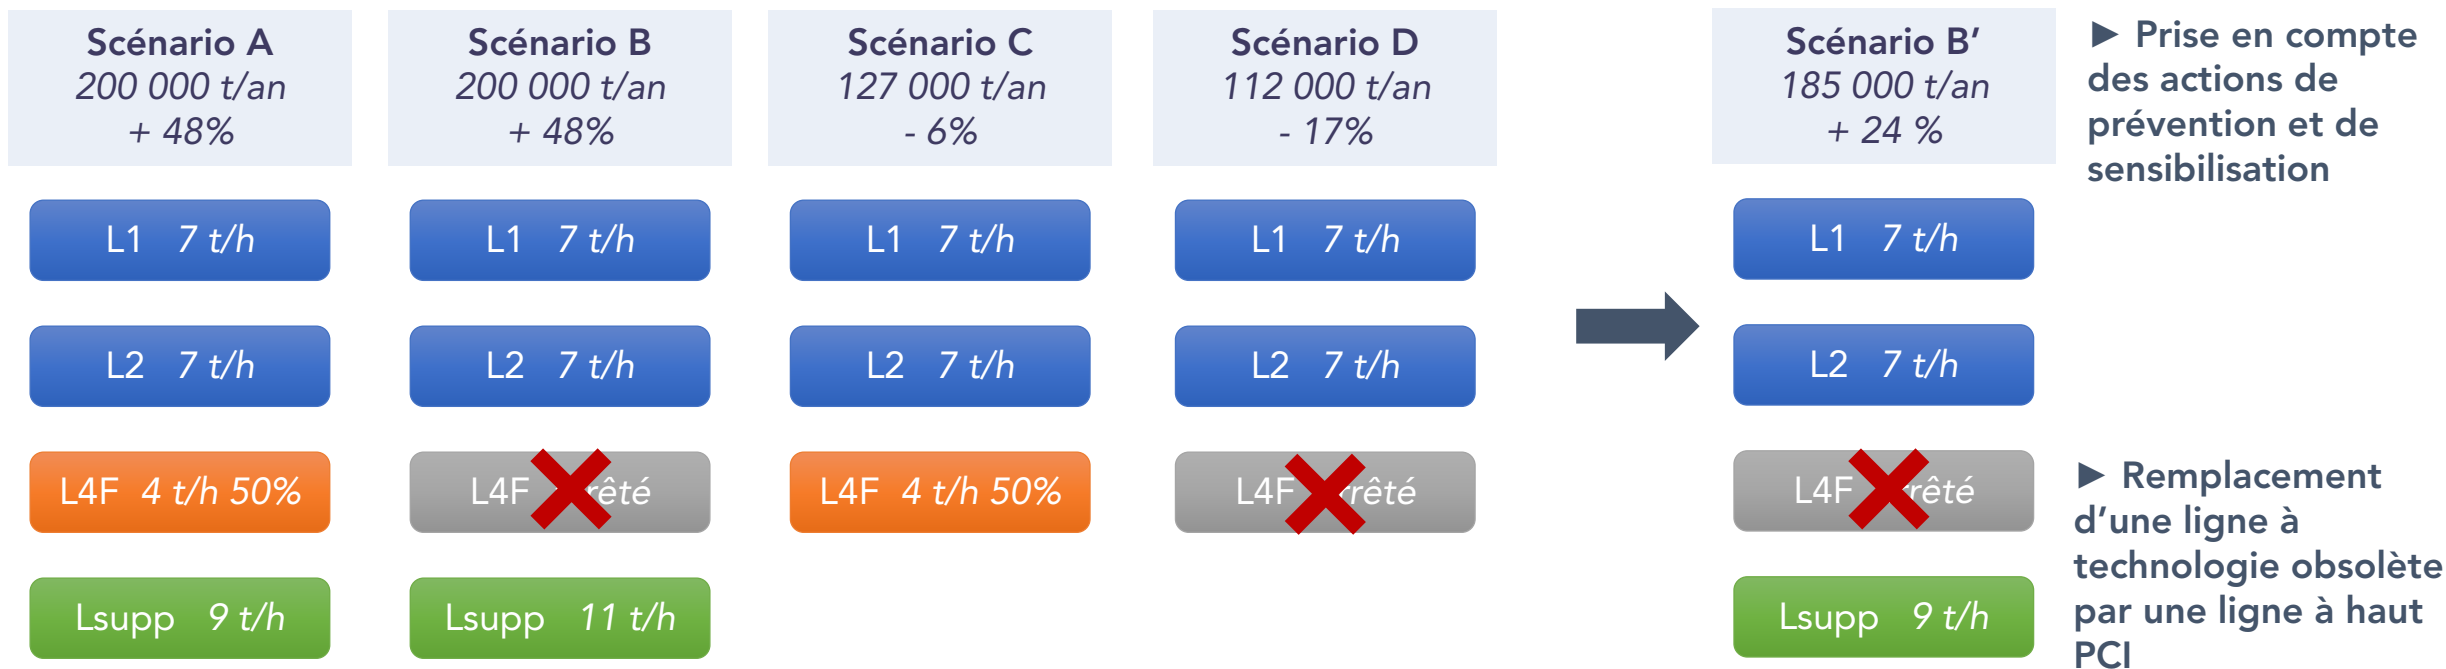 Scénario A
200 000 t/an
+ 48%
L1 7 t/h
L2 7 t/h
L4F 4 t/h 50%
Lsupp 9 t/h
Scénario B
200 000 t/an
+ 48%
L1 7 t/h
L2 7 t/h
L4F
Lsupp 11 t/h
Scénario C
127 000 t/an
- 6%
L1 7 t/h
L2 7 t/h
L4F 4 t/h 50%
Scénario D
112 000 t/an
- 17%
L1 7 t/h
L2 7 t/h
L4F
Scénario B’
185 000 t/an
+ 24 %
L1 7 t/h
L2 7 t/h
L4F
Lsupp 9 t/h
► Prise en compte
des actions de
prévention et de
sensibilisation
► Remplacement
d’une ligne à
technologie obsolète
par une ligne à haut
PCI